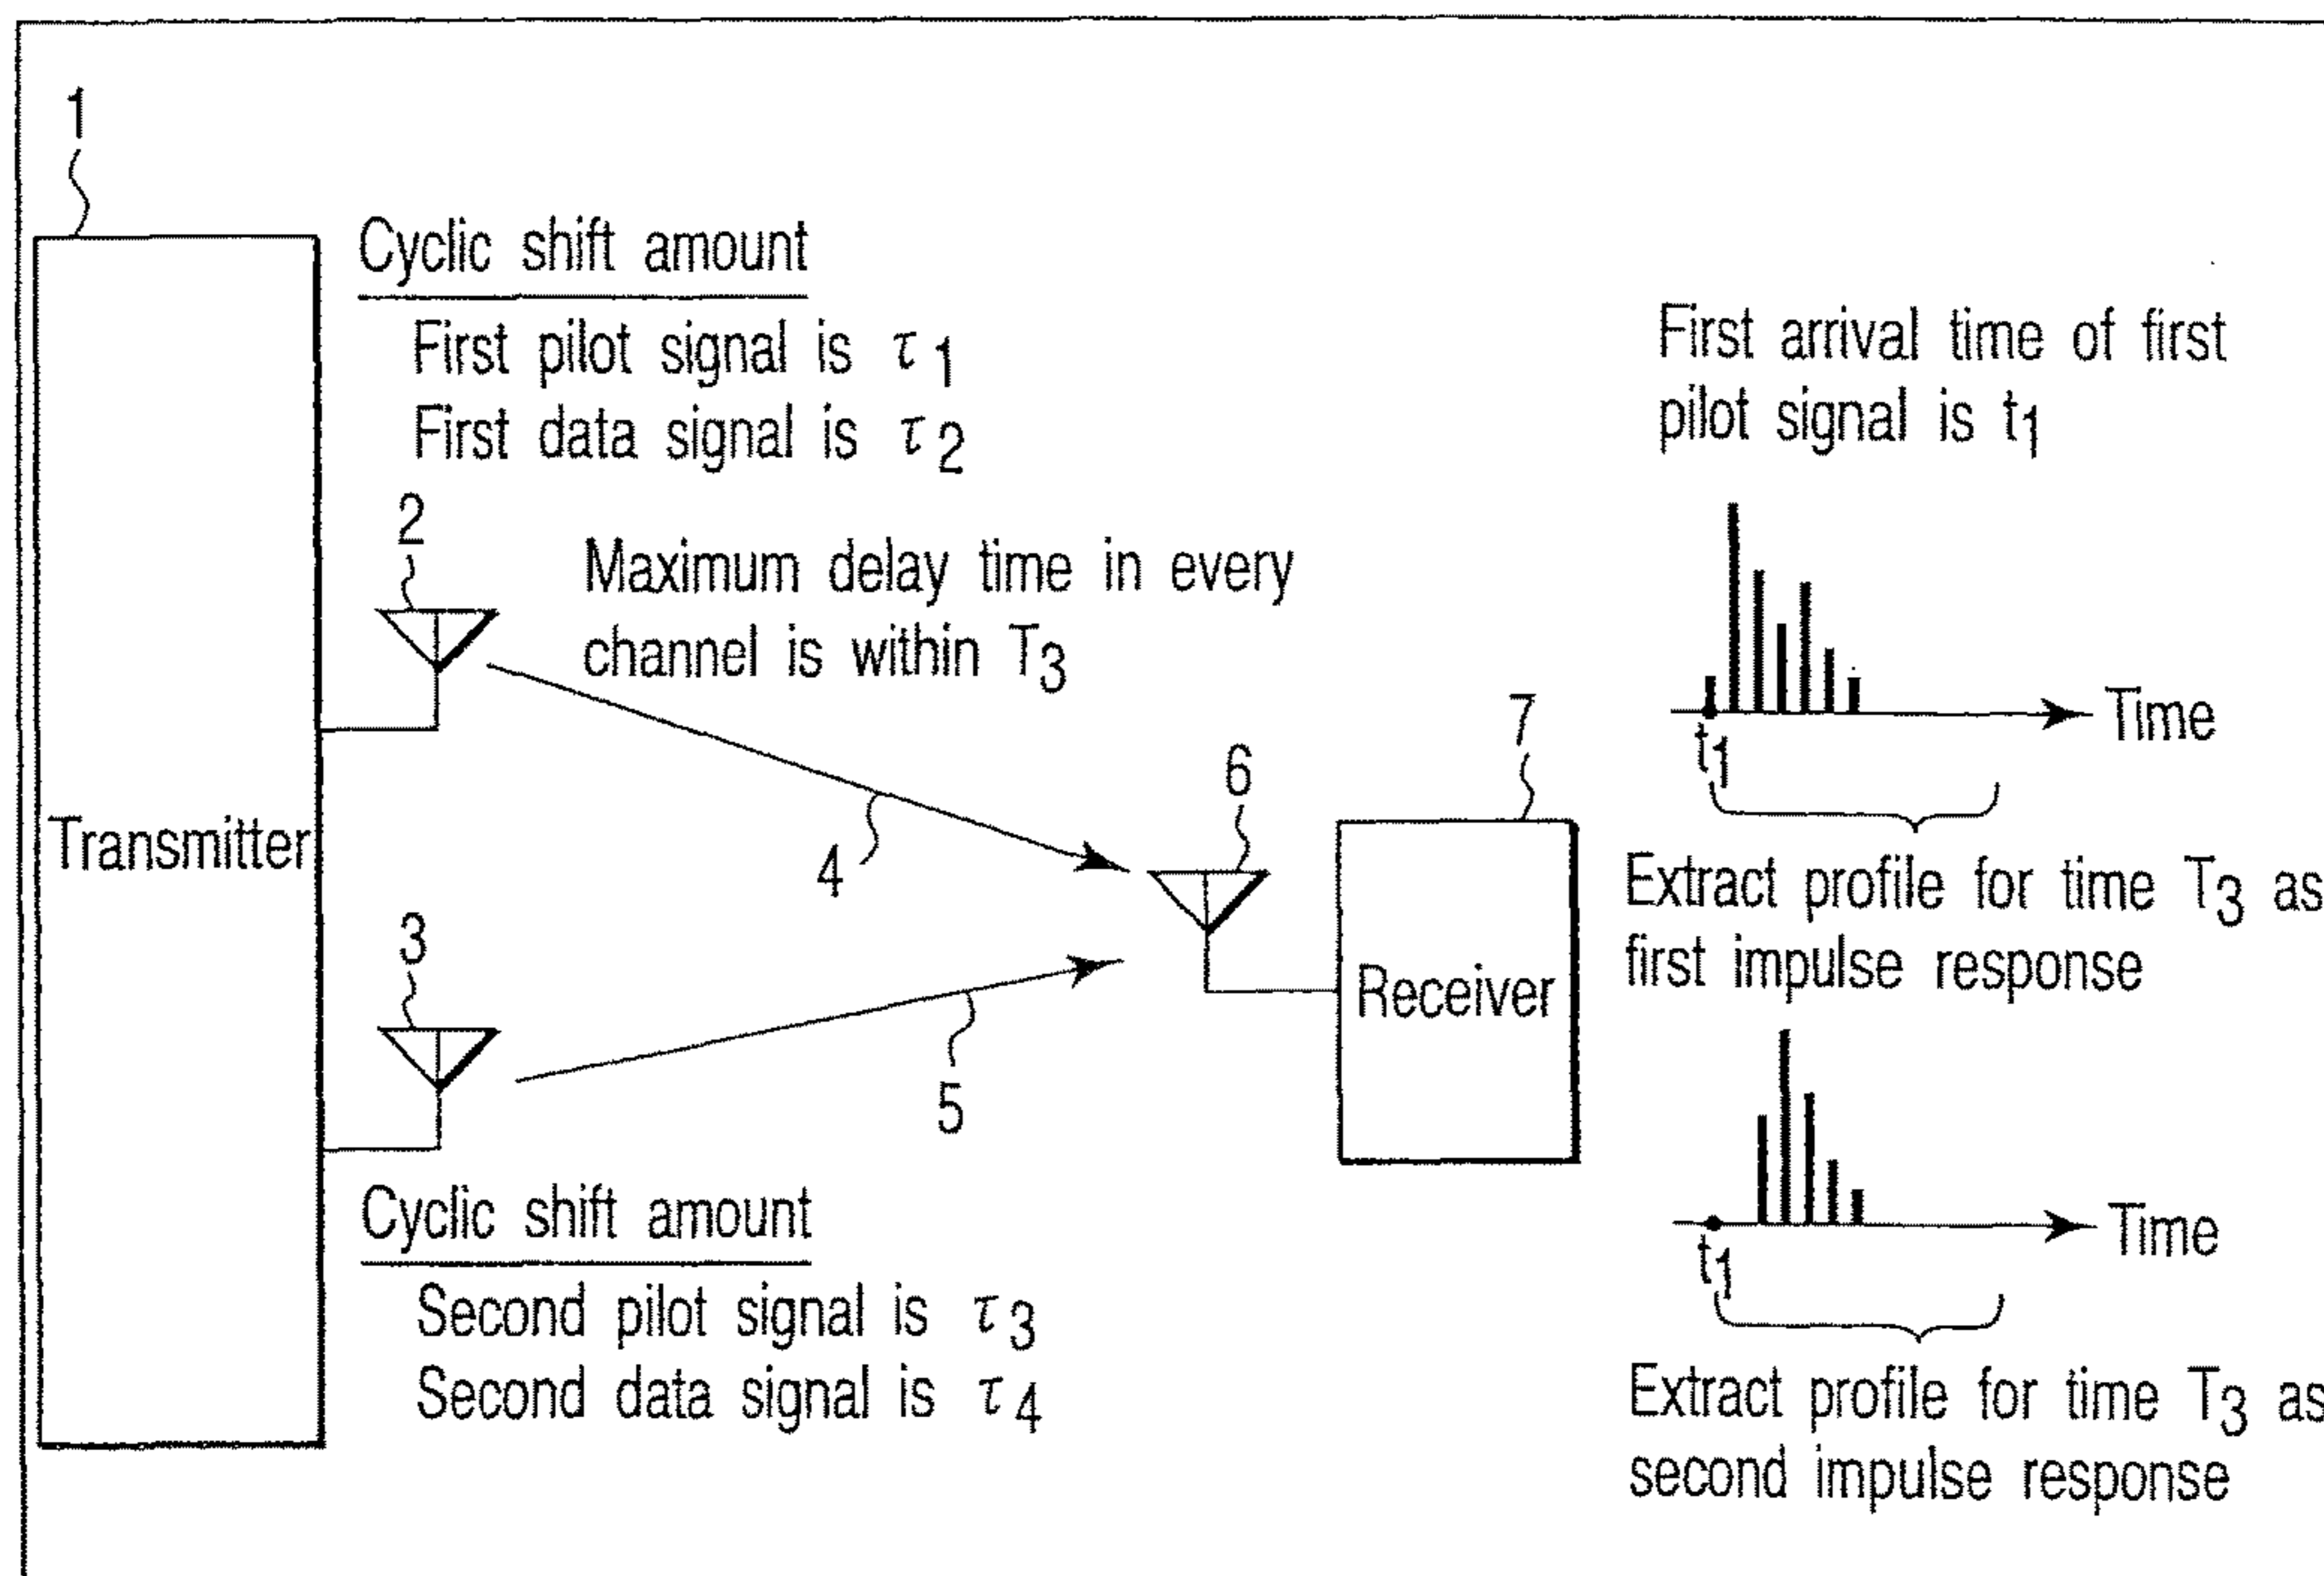 1
Cyclic shift amount
First pilot signal is τ1
First data signal is τ2
2
Maximum delay time in every
channel is within T3
First arrival time of first
pilot signal is t1
Time
t1
Extract profile for time T3 as
first impulse response
Transmitter
4
6
7
Receiver
3
5
Time
t1
Extract profile for time T3 as
second impulse response
Cyclic shift amount
Second pilot signal is τ3
Second data signal is τ4